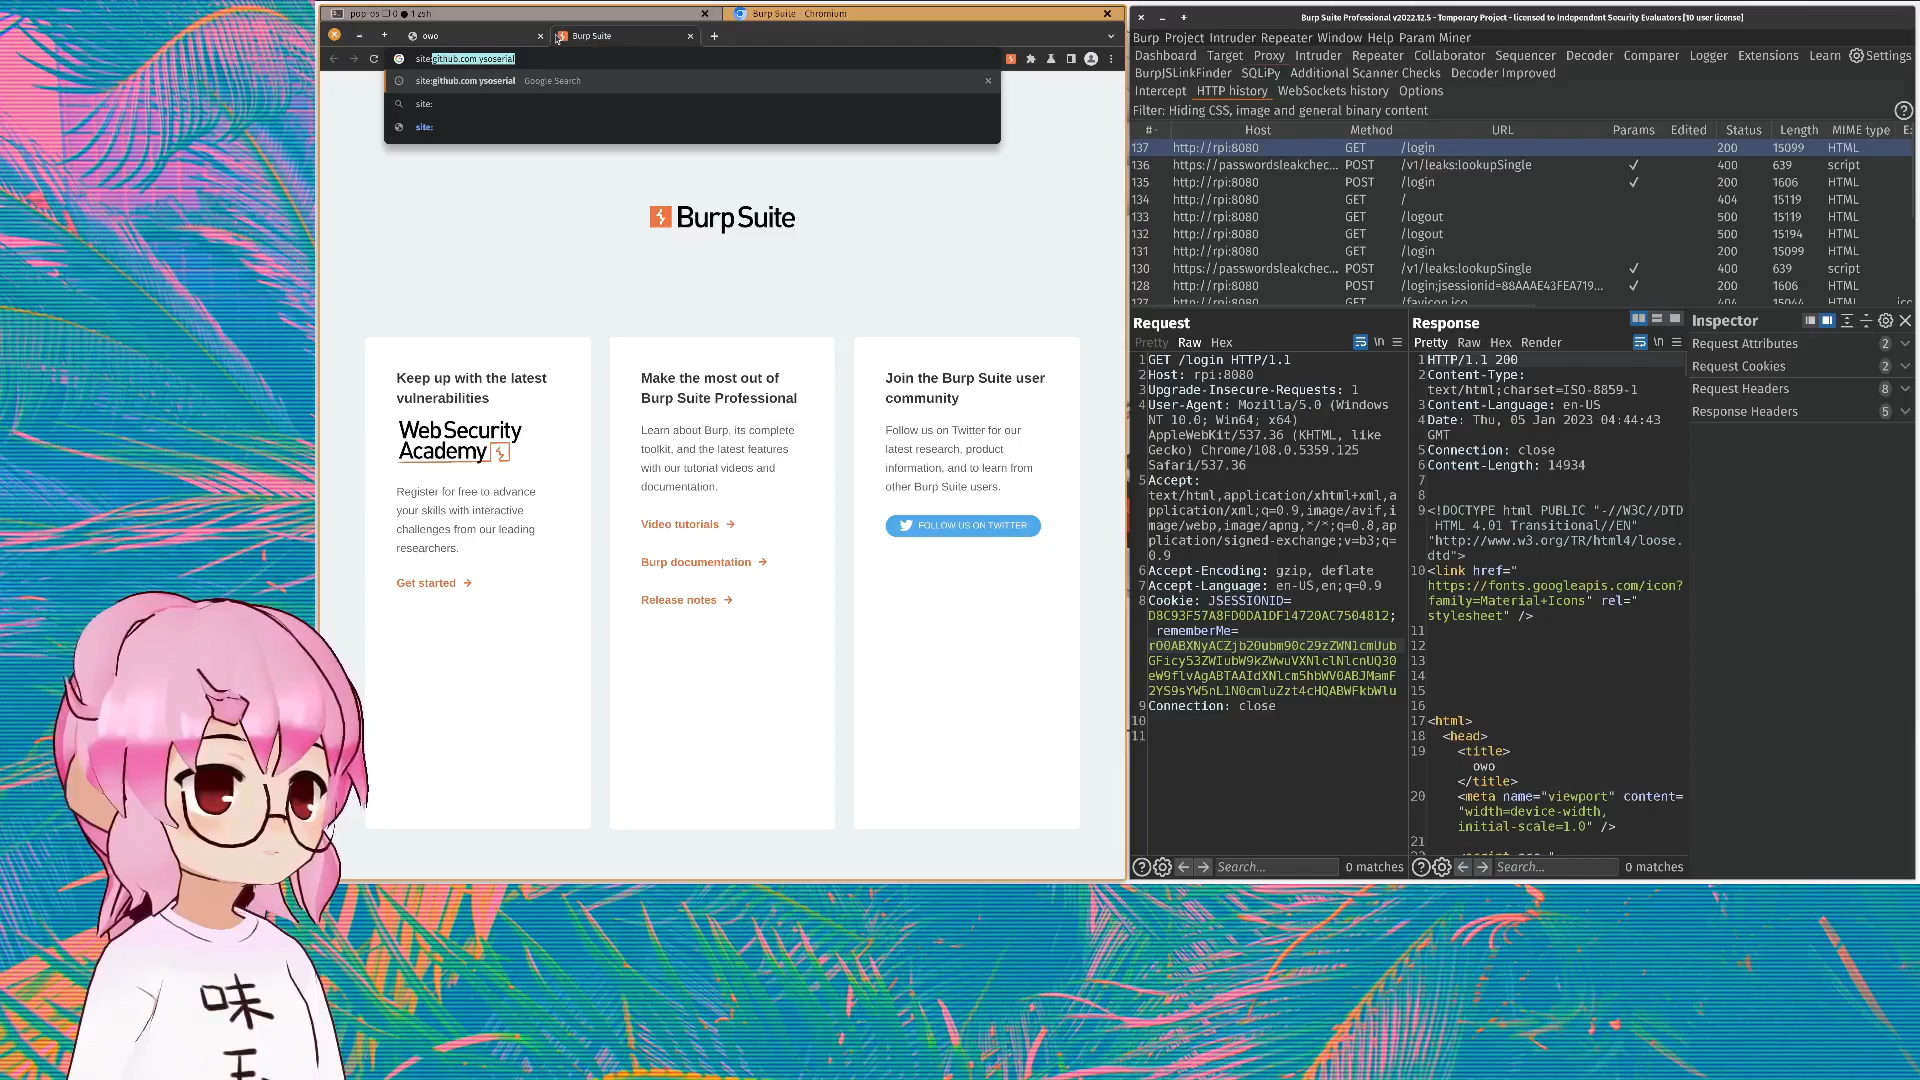 pop-os ❐ 0 ● 1 zsh
Burp Suite - Chromium
owo
Burp Suite
site:github.com ysoserial
site:github.com ysoserial Google Search
site:
site:
Burp Suite
Keep up with the latest
vulnerabilities
Web Security
Academy
Register for free to advance
your skills with interactive
challenges from our leading
researchers.
Get started
Make the most out of
Burp Suite Professional
Learn about Burp, its complete
toolkit, and the latest features
with our tutorial videos and
documentation.
Video tutorials
Burp documentation
Release notes
Join the Burp Suite user
community
Follow us on Twitter for our
latest research, product
information, and to learn from
other Burp Suite users.
FOLLOW US ON TWITTER
Burp Suite Professional v2022.12.5 - Temporary Project - licensed to Independent Security Evaluators [10 user license]
Burp Project Intruder Repeater Window Help Param Miner
Dashboard Target Proxy Intruder Repeater Collaborator Sequencer Decoder Comparer Logger Extensions Learn Settings
BurpJSLinkFinder SQLiPy Additional Scanner Checks Decoder Improved
Intercept HTTP history WebSockets history Options
Filter: Hiding CSS, image and general binary content
# Host Method URL Params Edited Status Length MIME type Ex
137 http://rpi:8080 GET /login 200 15099 HTML
136 https://passwordsleakchec... POST /v1/leaks:lookupSingle ✓ 400 639 script
135 http://rpi:8080 POST /login ✓ 200 1606 HTML
134 http://rpi:8080 GET / 404 15119 HTML
133 http://rpi:8080 GET /logout 500 15119 HTML
132 http://rpi:8080 GET /logout 500 15194 HTML
131 http://rpi:8080 GET /login 200 15099 HTML
130 https://passwordsleakchec... POST /v1/leaks:lookupSingle ✓ 400 639 script
128 http://rpi:8080 POST /login;jsessionid=88AAAE43FEA719... ✓ 200 1606 HTML
127 http://rpi:8080 GET /favicon.ico 404 15044 HTML ico
Request
Pretty Raw Hex \n
1 GET /login HTTP/1.1
2 Host: rpi:8080
3 Upgrade-Insecure-Requests: 1
4 User-Agent: Mozilla/5.0 (Windows
NT 10.0; Win64; x64)
AppleWebKit/537.36 (KHTML, like
Gecko) Chrome/108.0.5359.125
Safari/537.36
5 Accept:
text/html,application/xhtml+xml,a
pplication/xml;q=0.9,image/avif,i
mage/webp,image/apng,*/*;q=0.8,ap
plication/signed-exchange;v=b3;q=
0.9
6 Accept-Encoding: gzip, deflate
7 Accept-Language: en-US,en;q=0.9
8 Cookie: JSESSIONID=
D8C93F57A8FD0DA1DF14720AC7504812;
rememberMe=
rO0ABXNyACZjb20ubm90c29zZWN1cmUub
GFicy53ZWIubW9kZWwuVXNlclNlcnUQ30
eW9flvAgABTAAIdXNlcm5hbWV0ABJMamF
2YS9sYW5nL1N0cmluZzt4cHQABWFkbWlu
9 Connection: close
10
11
Search...
0 matches
Response
Pretty Raw Hex Render \n
1 HTTP/1.1 200
2 Content-Type:
text/html;charset=ISO-8859-1
3 Content-Language: en-US
4 Date: Thu, 05 Jan 2023 04:44:43
GMT
5 Connection: close
6 Content-Length: 14934
7
8
9 <!DOCTYPE html PUBLIC "-//W3C//DTD
HTML 4.01 Transitional//EN"
"http://www.w3.org/TR/html4/loose.
dtd">
10 <link href="
https://fonts.googleapis.com/icon?
family=Material+Icons" rel="
stylesheet" />
11
12
13
14
15
16
17 <html>
18 <head>
19 <title>
owo
</title>
20 <meta name="viewport" content=
"width=device-width,
initial-scale=1.0" />
21
Search...
0 matches
Inspector
Request Attributes 2
Request Cookies 2
Request Headers 8
Response Headers 5
味